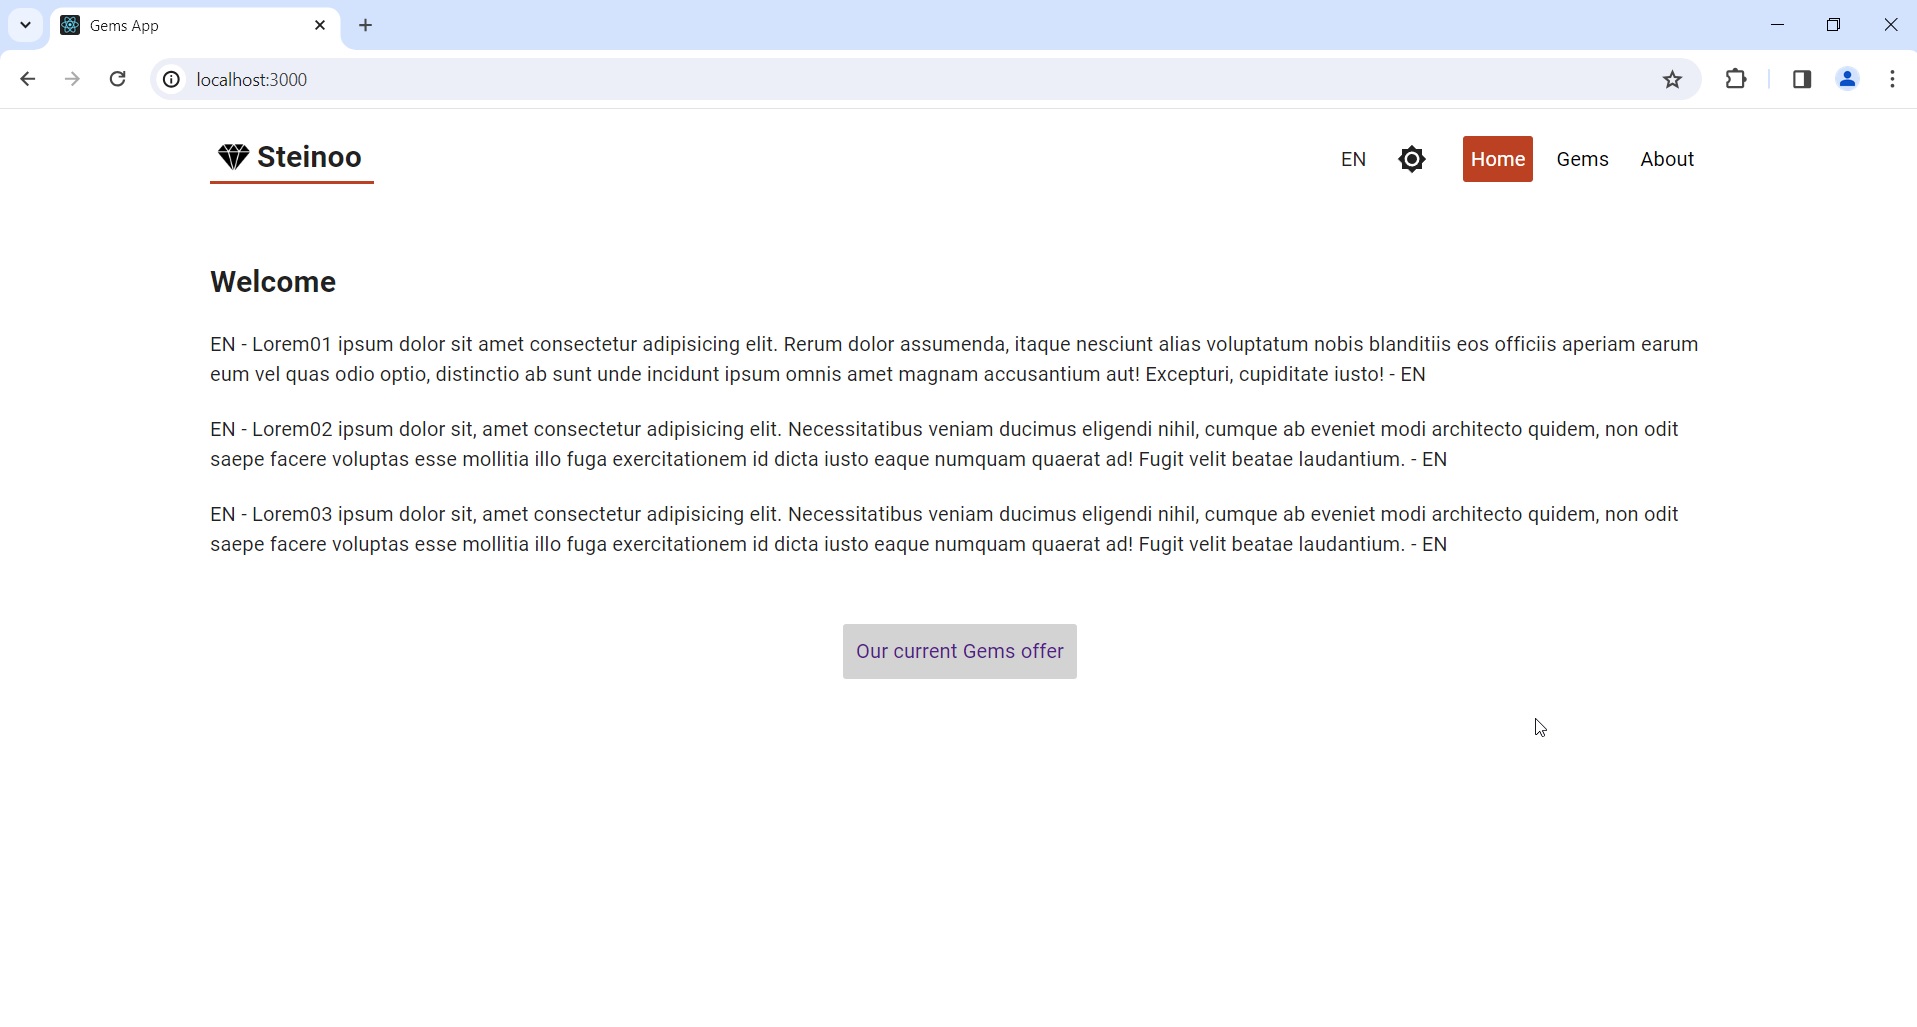 Gems App
localhost:3000
Steinoo
EN
Home
Gems
About
Welcome
EN - Lorem01 ipsum dolor sit amet consectetur adipisicing elit. Rerum dolor assumenda, itaque nesciunt alias voluptatum nobis blanditiis eos officiis aperiam earum
eum vel quas odio optio, distinctio ab sunt unde incidunt ipsum omnis amet magnam accusantium aut! Excepturi, cupiditate iusto! - EN
EN - Lorem02 ipsum dolor sit, amet consectetur adipisicing elit. Necessitatibus veniam ducimus eligendi nihil, cumque ab eveniet modi architecto quidem, non odit
saepe facere voluptas esse mollitia illo fuga exercitationem id dicta iusto eaque numquam quaerat ad! Fugit velit beatae laudantium. - EN
EN - Lorem03 ipsum dolor sit, amet consectetur adipisicing elit. Necessitatibus veniam ducimus eligendi nihil, cumque ab eveniet modi architecto quidem, non odit
saepe facere voluptas esse mollitia illo fuga exercitationem id dicta iusto eaque numquam quaerat ad! Fugit velit beatae laudantium. - EN
Our current Gems offer